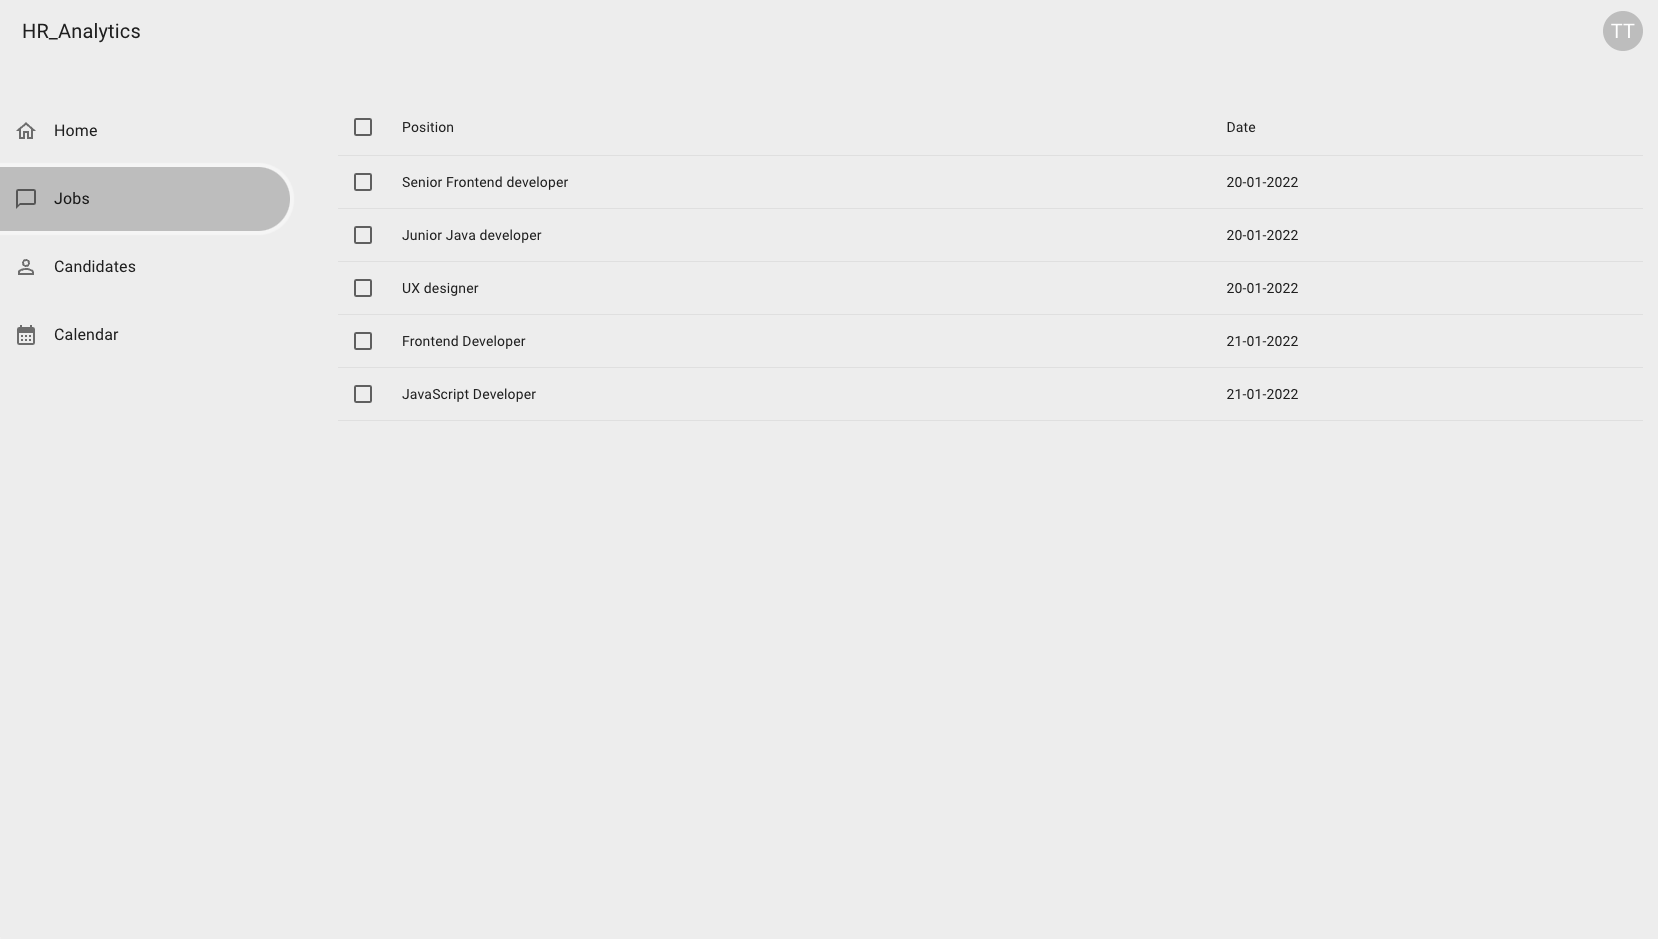 HR_Analytics
TT
Home
Jobs
Candidates
Calendar
Position Date
Senior Frontend developer 20-01-2022
Junior Java developer 20-01-2022
UX designer 20-01-2022
Frontend Developer 21-01-2022
JavaScript Developer 21-01-2022